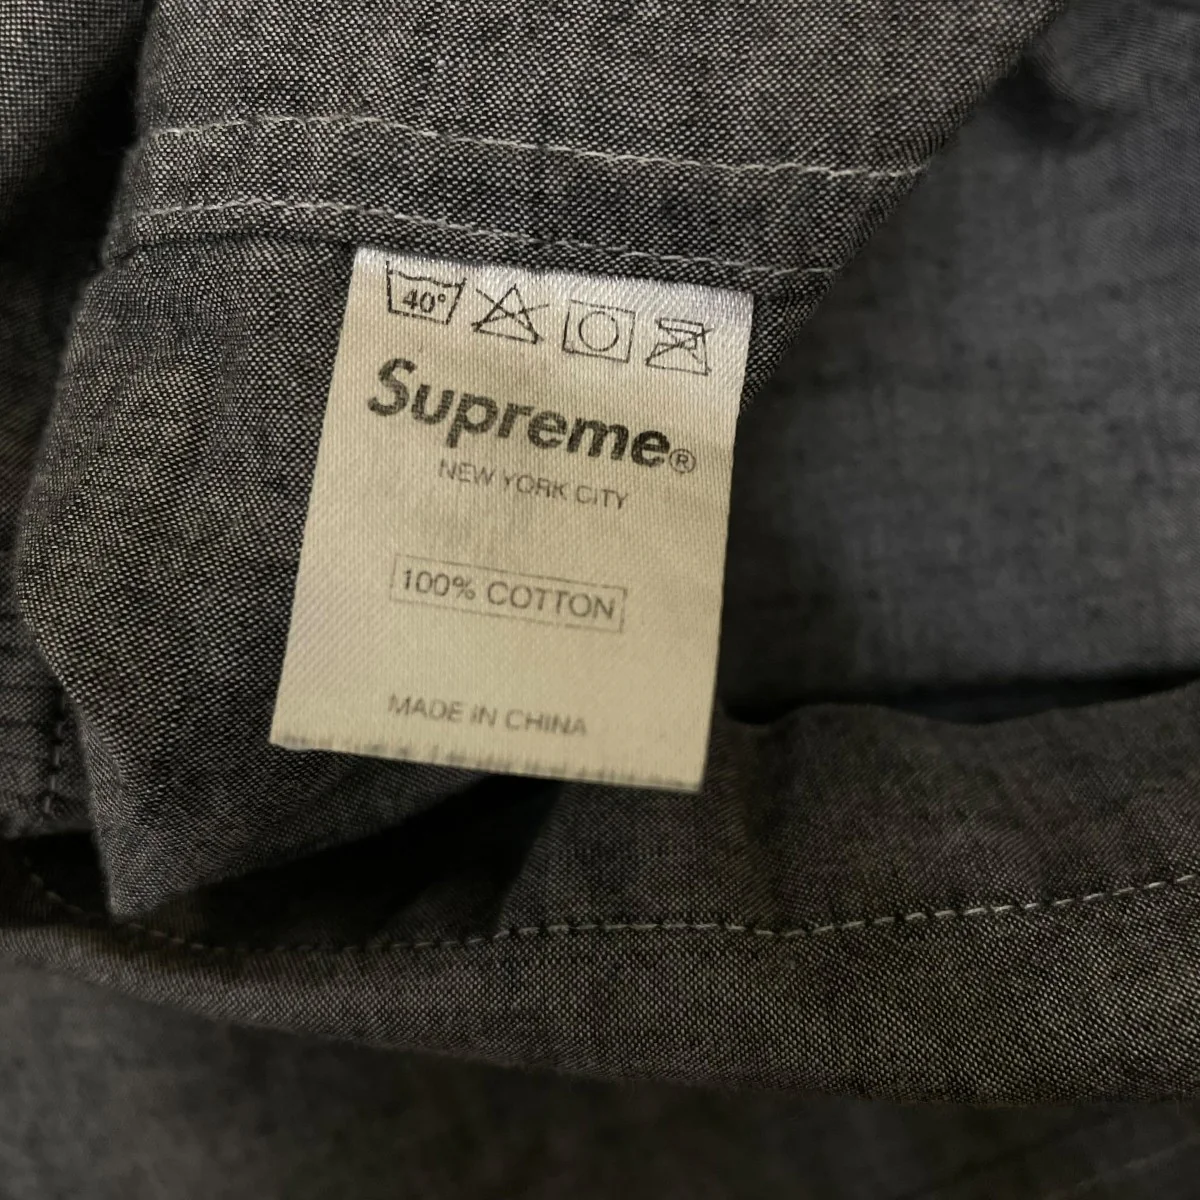 40°
Supreme®
NEW YORK CITY
100% COTTON
MADE IN CHINA